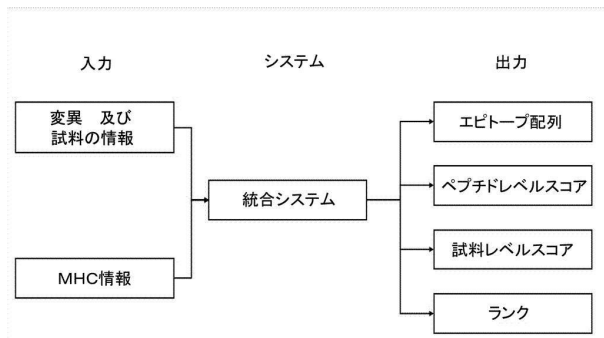 入力
システム
出力
変異　及び
試料の情報
MHC情報
統合システム
エピトープ配列
ペプチドレベルスコア
試料レベルスコア
ランク